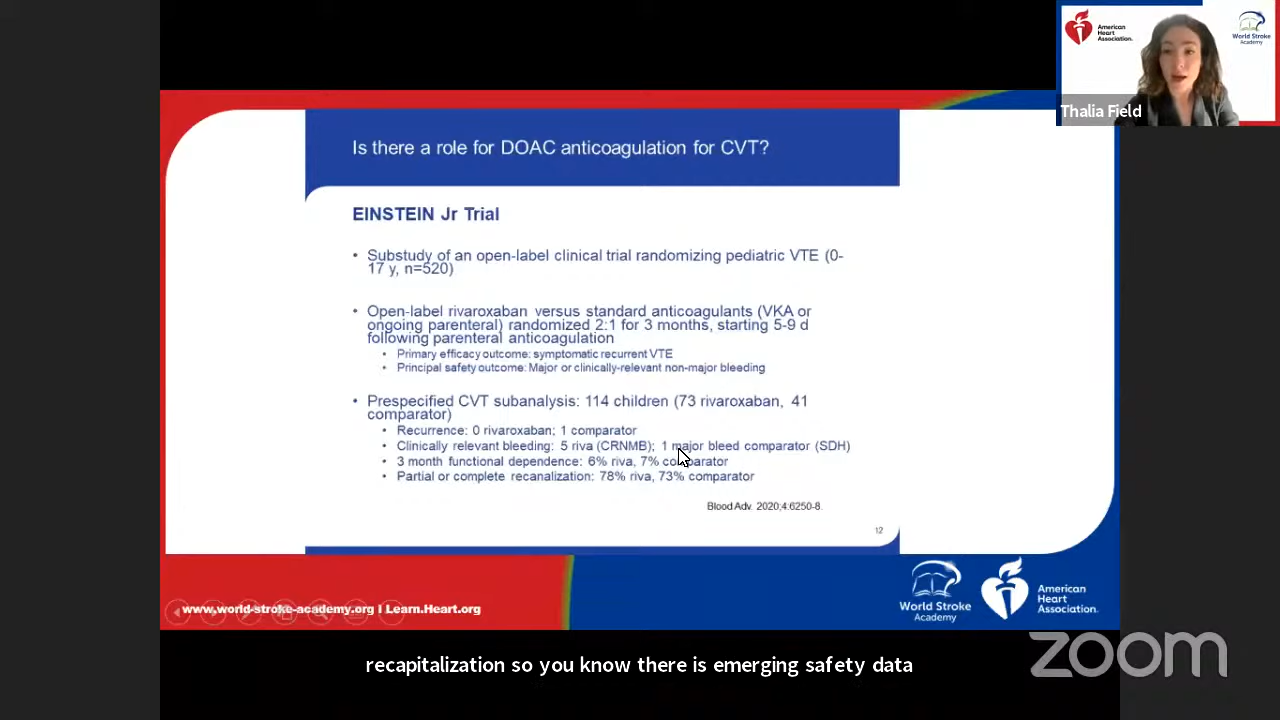 American
Heart
Association.
World Stroke
Academy
Thalia Field
Is there a role for DOAC anticoagulation for CVT?
EINSTEIN Jr Trial
• Substudy of an open-label clinical trial randomizing pediatric VTE (0-
17 y, n=520)
• Open-label rivaroxaban versus standard anticoagulants (VKA or
ongoing parenteral) randomized 2:1 for 3 months, starting 5-9 d
following parenteral anticoagulation
• Primary efficacy outcome: symptomatic recurrent VTE
• Principal safety outcome: Major or clinically-relevant non-major bleeding
• Prespecified CVT subanalysis: 114 children (73 rivaroxaban, 41
comparator)
• Recurrence: 0 rivaroxaban; 1 comparator
• Clinically relevant bleeding: 5 riva (CRNMB); 1 major bleed comparator (SDH)
• 3 month functional dependence: 6% riva, 7% comparator
• Partial or complete recanalization: 78% riva, 73% comparator
Blood Adv. 2020;4:6250-8.
12
www.world-stroke-academy.org I Learn.Heart.org
World Stroke
Academy
American
Heart
Association.
recapitalization so you know there is emerging safety data
zoom